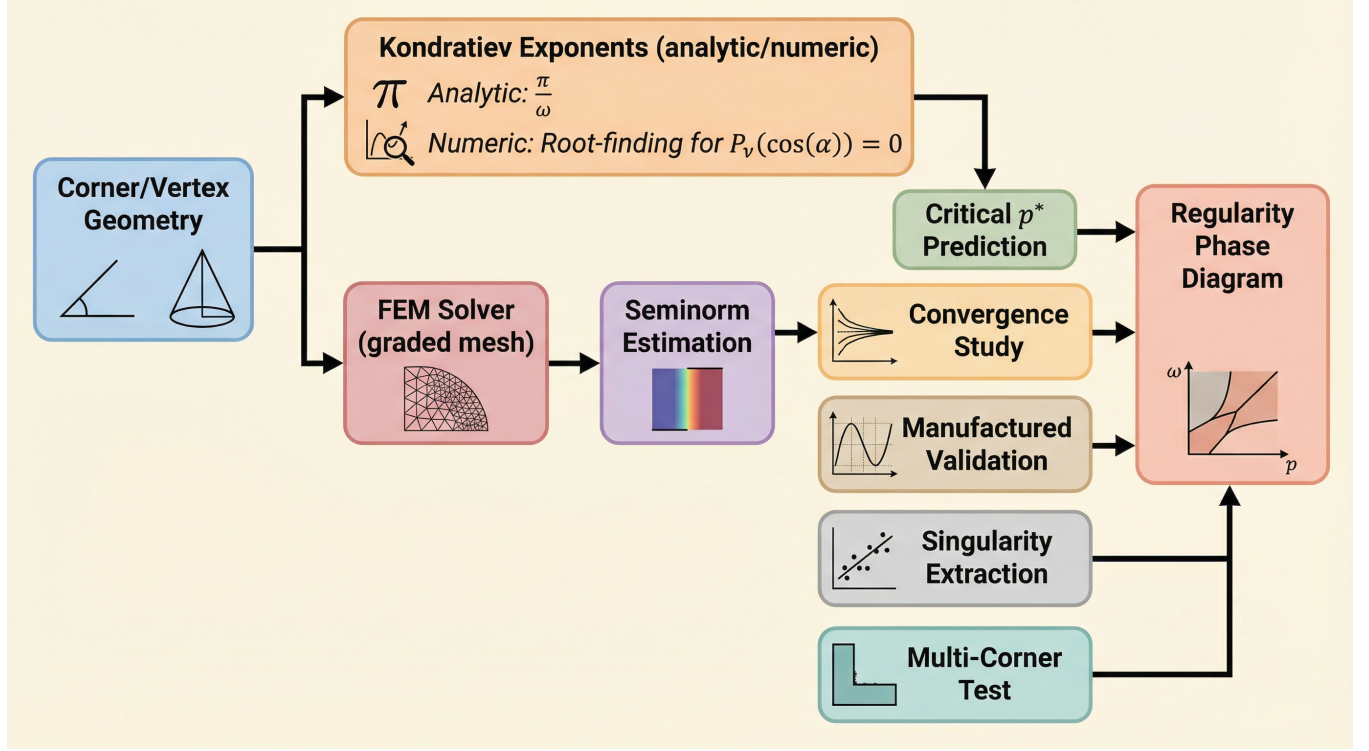 Kondratiev Exponents (analytic/numeric)
π Analytic: π/ω
Numeric: Root-finding for Pν(cos(α)) = 0
Corner/Vertex
Geometry
Critical p*
Prediction
Regularity
Phase
Diagram
ω
p
FEM Solver
(graded mesh)
Seminorm
Estimation
Convergence
Study
Manufactured
Validation
Singularity
Extraction
Multi-Corner
Test